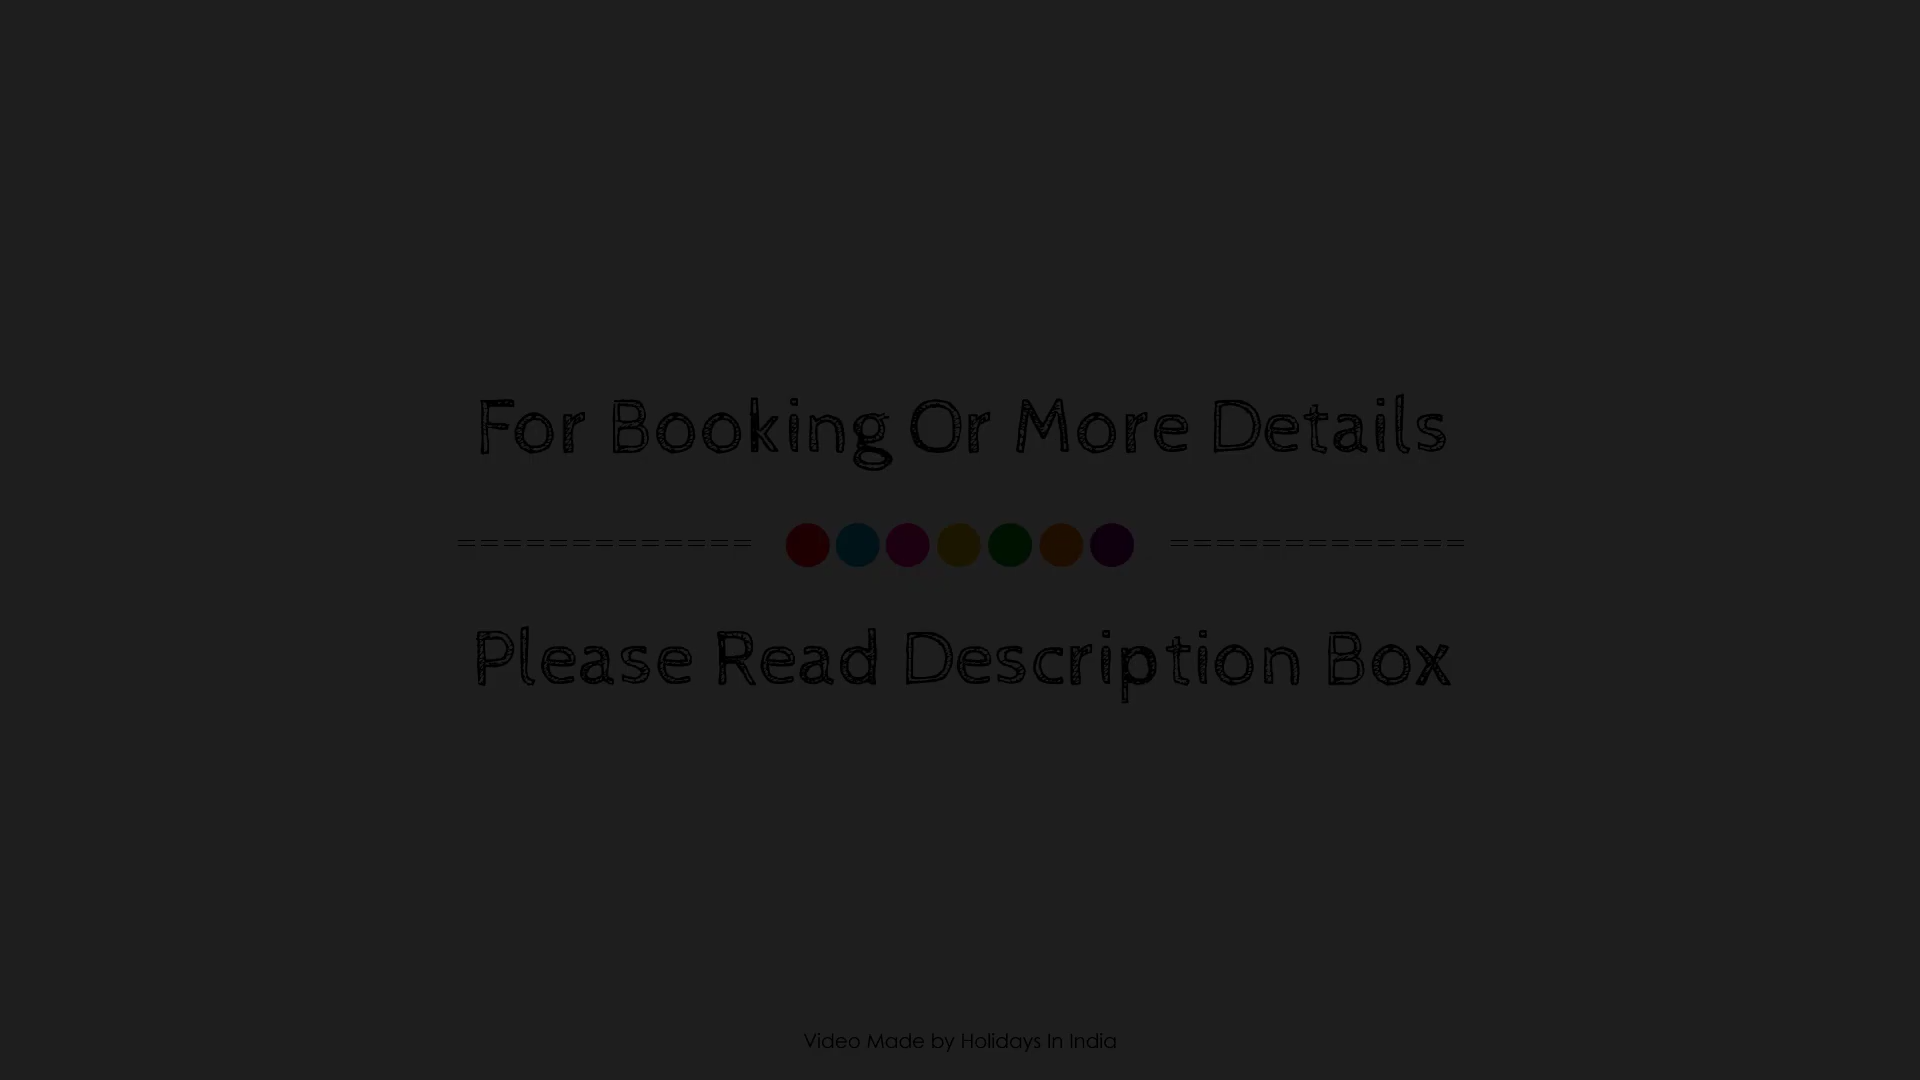 For Booking Or More Details
============= =============
Please Read Description Box
Video Made by Holidays In India